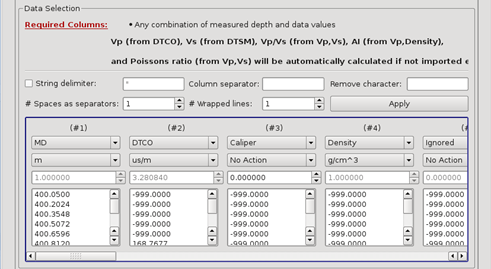 Data Selection
Required Columns:
• Any combination of measured depth and data values
Vp (from DTCO), Vs (from DTSM), Vp/Vs (from Vp,Vs), AI (from Vp,Density),
and Poissons ratio (from Vp,Vs) will be automatically calculated if not imported e
String delimiter: " Column separator: Remove character:
# Spaces as separators: 1 # Wrapped lines: 1 Apply
(#1) (#2) (#3) (#4) (#
MD DTCO Caliper Density Ignored
m us/m No Action g/cm^3 No Action
1.000000 3.280840 0.000000 1.000000 0.000000
400.0500 -999.0000 -999.0000 -999.0000 -999.0000
400.2024 -999.0000 -999.0000 -999.0000 -999.0000
400.3548 -999.0000 -999.0000 -999.0000 -999.0000
400.5072 -999.0000 -999.0000 -999.0000 -999.0000
400.6596 -999.0000 -999.0000 -999.0000 -999.0000
400.8120 168.7677 -999.0000 -999.0000 -999.0000